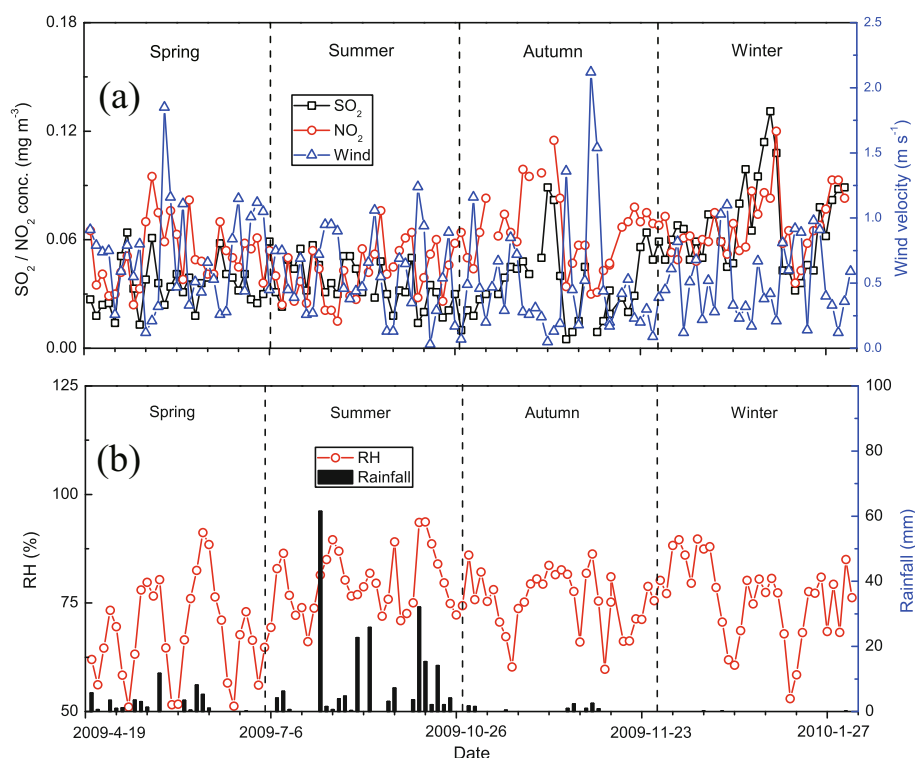 (a)
Spring Summer Autumn Winter
SO2
NO2
Wind
0.18
0.12
0.06
0.00
SO2 / NO2 conc. (mg m-3)
2.5
2.0
1.5
1.0
0.5
0.0
Wind velocity (m s-1)
(b)
Spring Summer Autumn Winter
RH
Rainfall
125
100
75
50
RH (%)
100
80
60
40
20
0
Rainfall (mm)
2009-4-19 2009-7-6 2009-10-26 2009-11-23 2010-1-27
Date